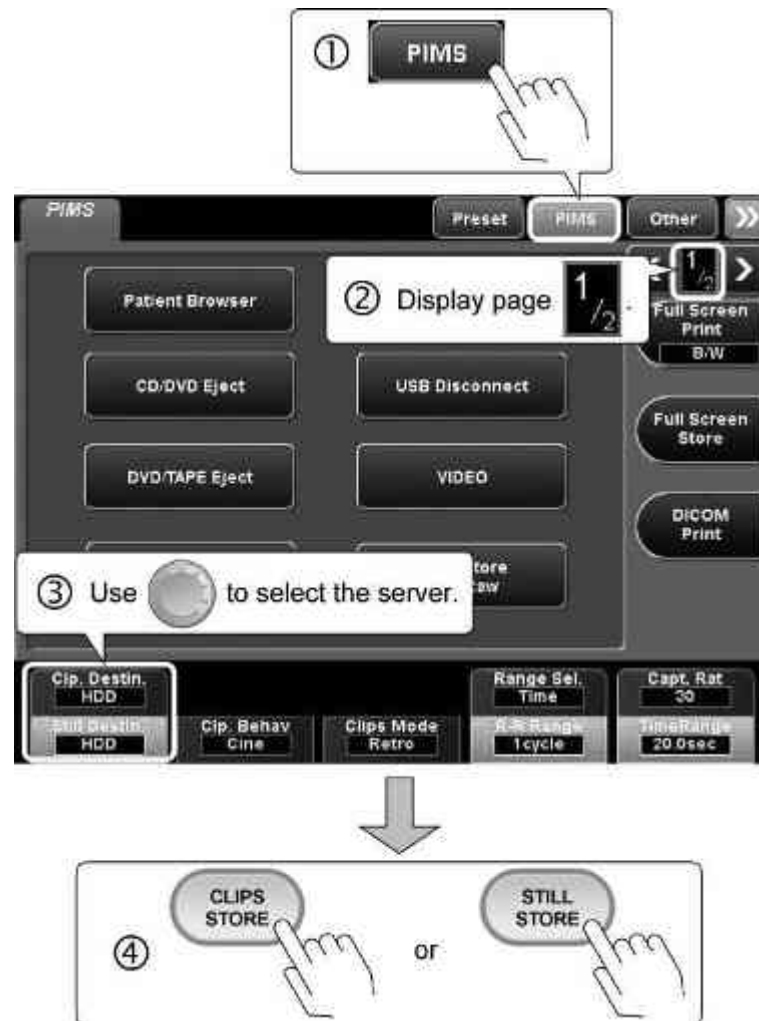 ① PIMS
PIMS
Preset PIMS Other »
Patient Browser
② Display page 1/2 .
< 1/2 >
Full Screen
Print
B/W
CD/DVD Eject
USB Disconnect
Full Screen
Store
DVD/TAPE Eject
VIDEO
DICOM
Print
③ Use to select the server.
tore
aw
Clp. Destin.
HDD
Still Destin.
HDD
Clp. Behav
Cine
Clips Mode
Retro
Range Sel.
Time
R-R Range
1cycle
Capt. Rat
30
TimeRange
20.0sec
④ CLIPS
STORE
or
STILL
STORE